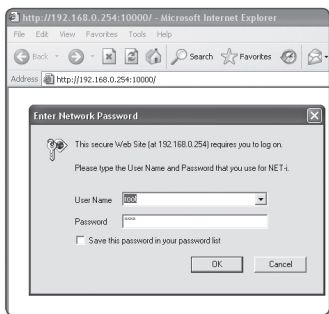 http://192.168.0.254:10000/ - Microsoft Internet Explorer
File Edit View Favorites Tools Help
Back Search Favorites
Address http://192.168.0.254:10000/
Enter Network Password
This secure Web Site (at 192.168.0.254) requires you to log on.
Please type the User Name and Password that you use for NET-i.
User Name root
Password ****
Save this password in your password list
OK Cancel